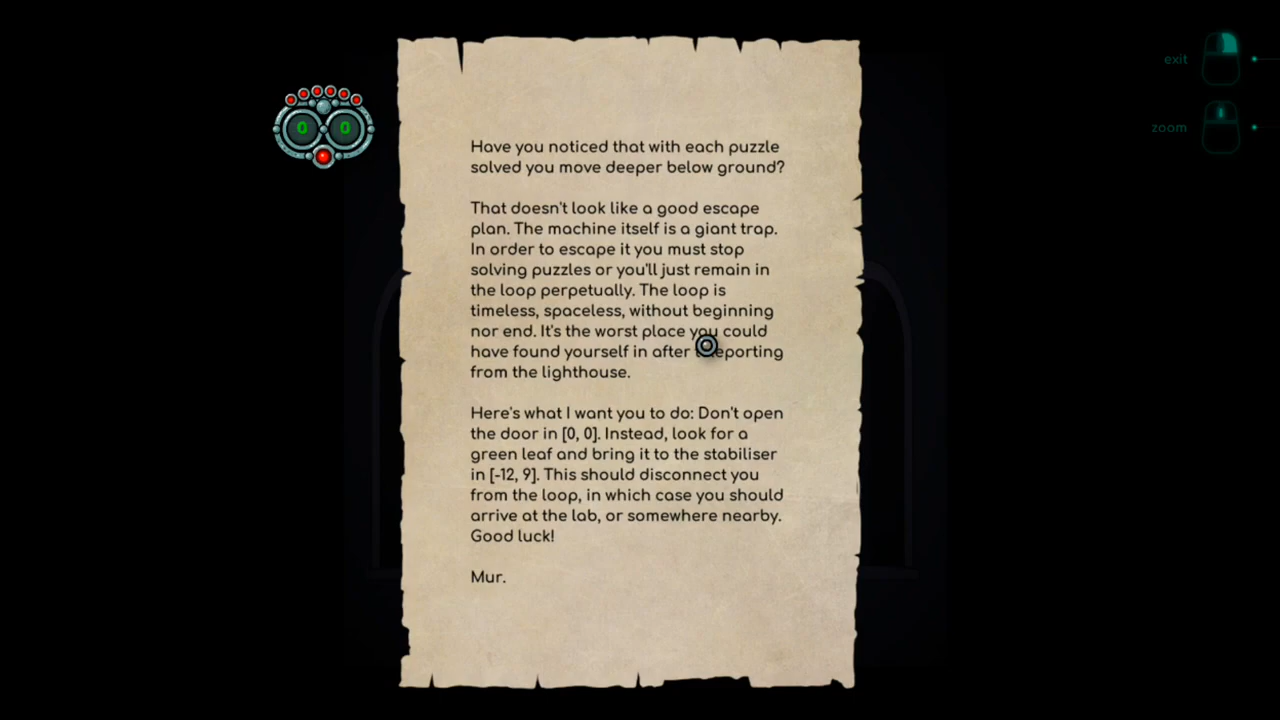 exit
0 0
zoom
Have you noticed that with each puzzle
solved you move deeper below ground?
That doesn't look like a good escape
plan. The machine itself is a giant trap.
In order to escape it you must stop
solving puzzles or you'll just remain in
the loop perpetually. The loop is
timeless, spaceless, without beginning
nor end. It's the worst place you could
have found yourself in after
from the lighthouse.
Here's what I want you to do: Don't open
the door in [0, 0]. Instead, look for a
green leaf and bring it to the stabiliser
in [-12, 9]. This should disconnect you
from the loop, in which case you should
arrive at the lab, or somewhere nearby.
Good luck!
Mur.